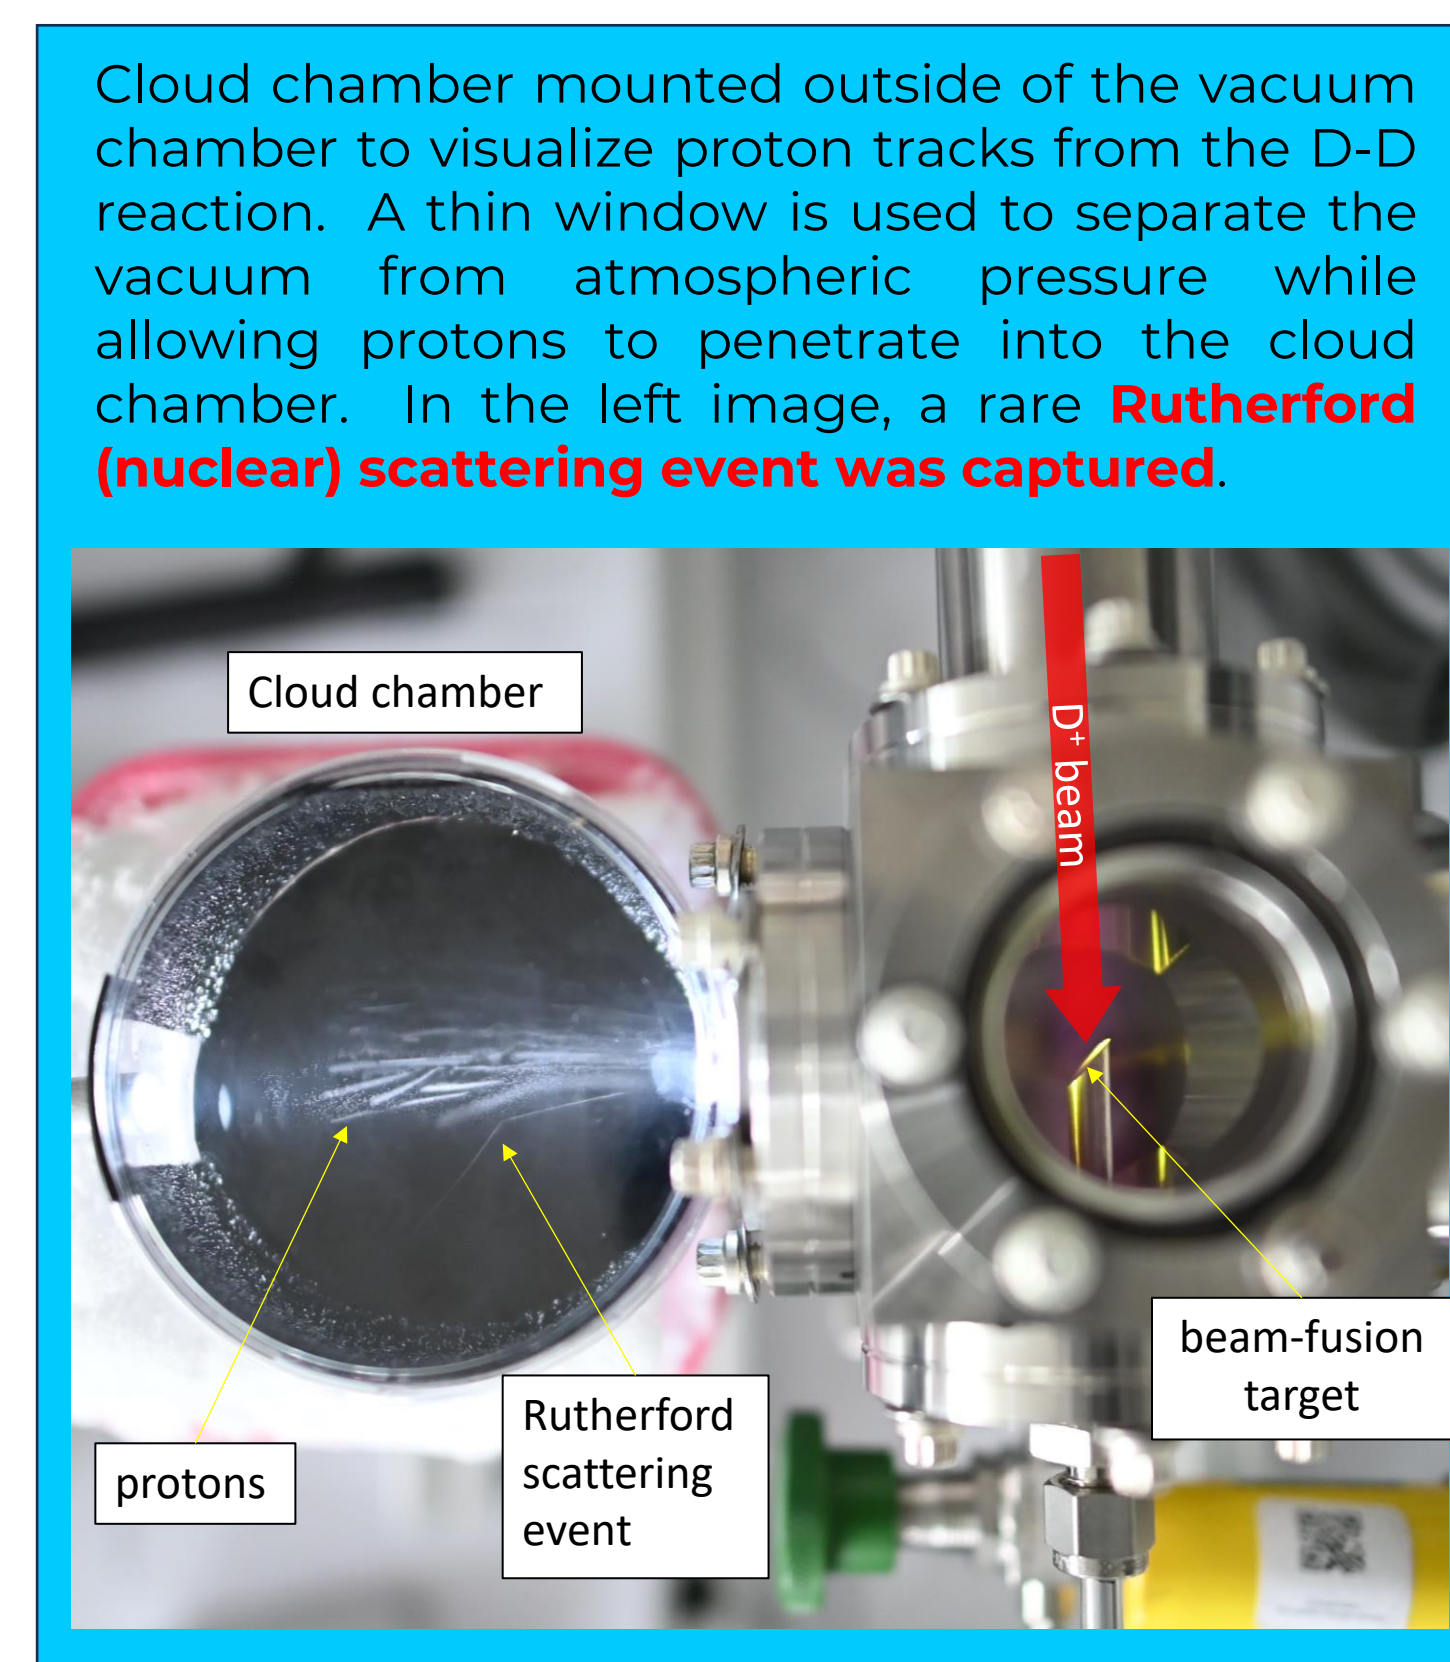 Cloud chamber mounted outside of the vacuum
chamber to visualize proton tracks from the D-D
reaction. A thin window is used to separate the
vacuum from atmospheric pressure while
allowing protons to penetrate into the cloud
chamber. In the left image, a rare Rutherford
(nuclear) scattering event was captured.
Cloud chamber
D⁺ beam
beam-fusion
target
Rutherford
scattering
event
protons